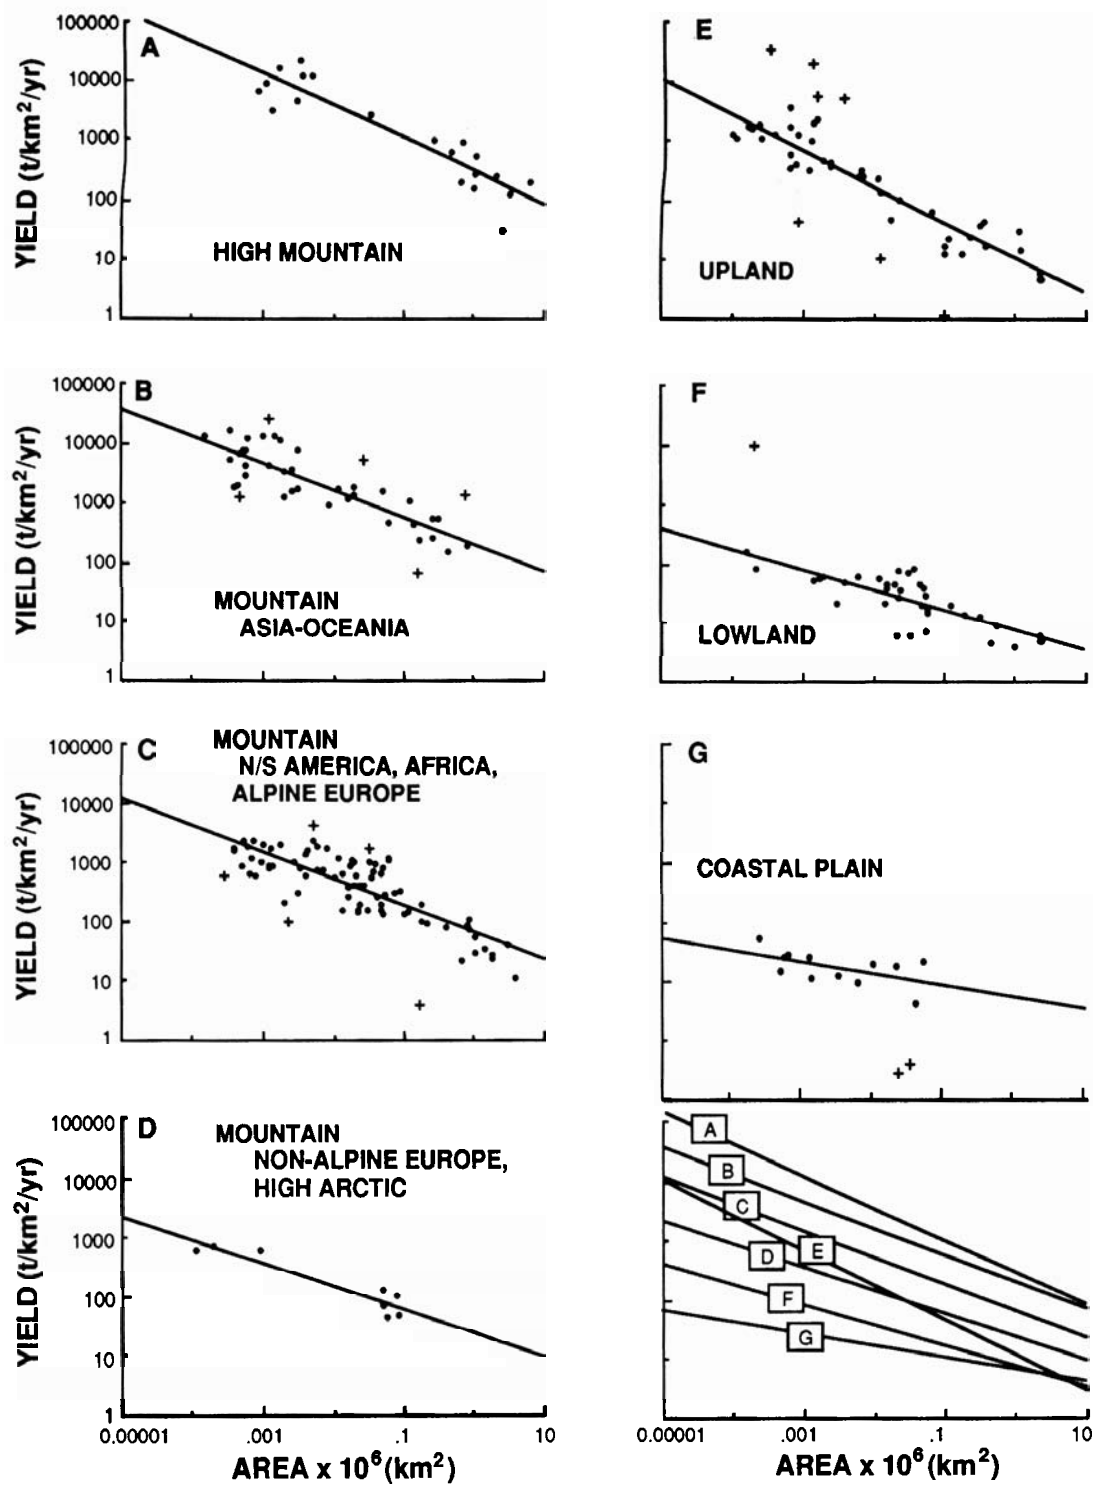 A
YIELD (t/km²/yr)
100000
10000
1000
100
10
1
HIGH MOUNTAIN
E
UPLAND
B
YIELD (t/km²/yr)
100000
10000
1000
100
10
1
MOUNTAIN
ASIA-OCEANIA
F
LOWLAND
C
YIELD (t/km²/yr)
100000
10000
1000
100
10
1
MOUNTAIN
N/S AMERICA, AFRICA,
ALPINE EUROPE
G
COASTAL PLAIN
D
YIELD (t/km²/yr)
100000
10000
1000
100
10
1
MOUNTAIN
NON-ALPINE EUROPE,
HIGH ARCTIC
0.00001 .001 .1 10
AREA x 10⁶ (km²)
A
B
C
D
E
F
G
0.00001 .001 .1 10
AREA x 10⁶ (km²)